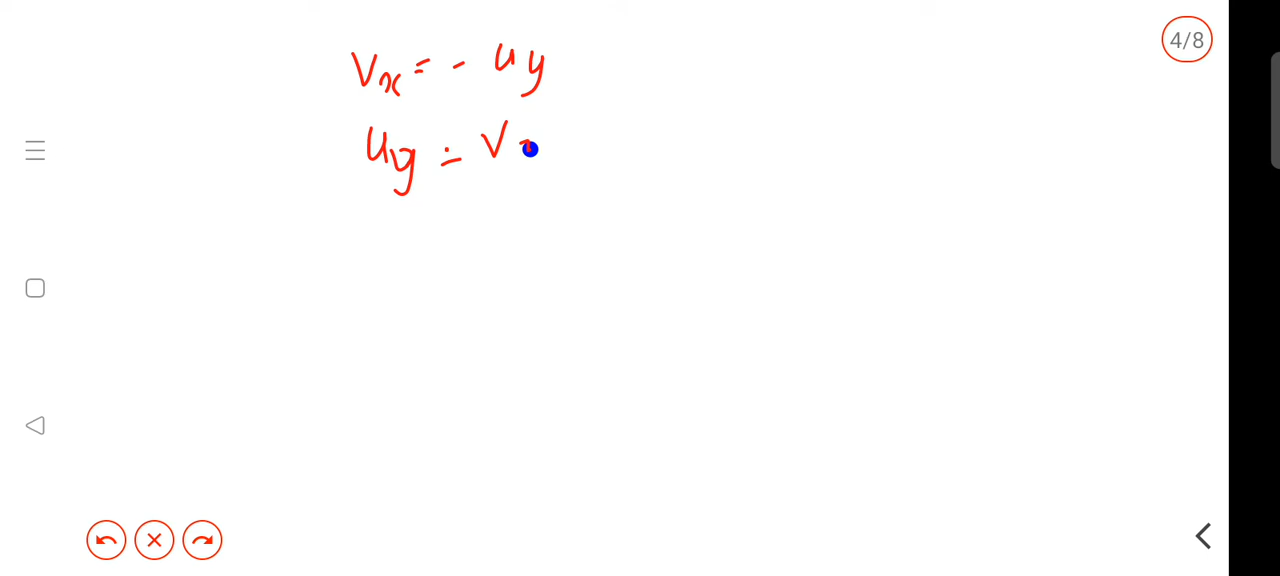 4/8
Vx = - uy
uy = V